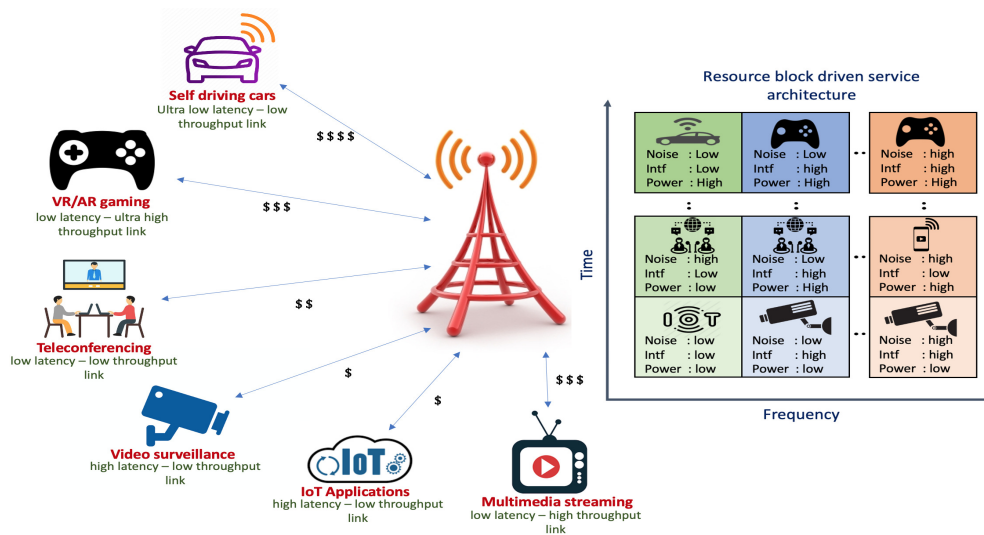 Self driving cars
Ultra low latency – low
throughput link
$$$$
VR/AR gaming
low latency – ultra high
throughput link
$$$
Teleconferencing
low latency – low throughput
link
$$
Video surveillance
high latency – low throughput
link
$
IoT
IoT Applications
high latency – low throughput
link
$
Multimedia streaming
low latency – high throughput
link
$$$
Resource block driven service
architecture
Time
Noise : Low
Intf : Low
Power : High
Noise : Low
Intf : high
Power : High
Noise : high
Intf : high
Power : High
Noise : high
Intf : Low
Power : high
Noise : Low
Intf : high
Power : High
Noise : high
Intf : low
Power : high
IOT
Noise : low
Intf : low
Power : low
Noise : low
Intf : high
Power : low
Noise : high
Intf : high
Power : low
Frequency